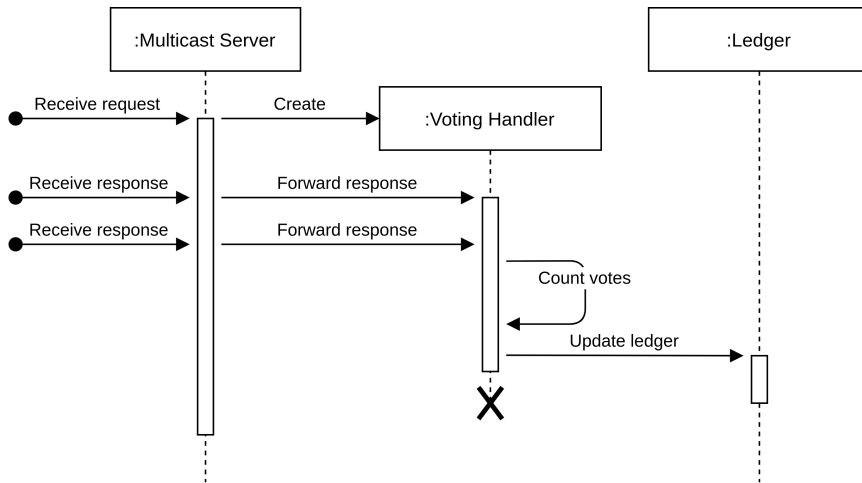 :Multicast Server
:Ledger
Receive request
Create
:Voting Handler
Receive response
Forward response
Receive response
Forward response
Count votes
Update ledger